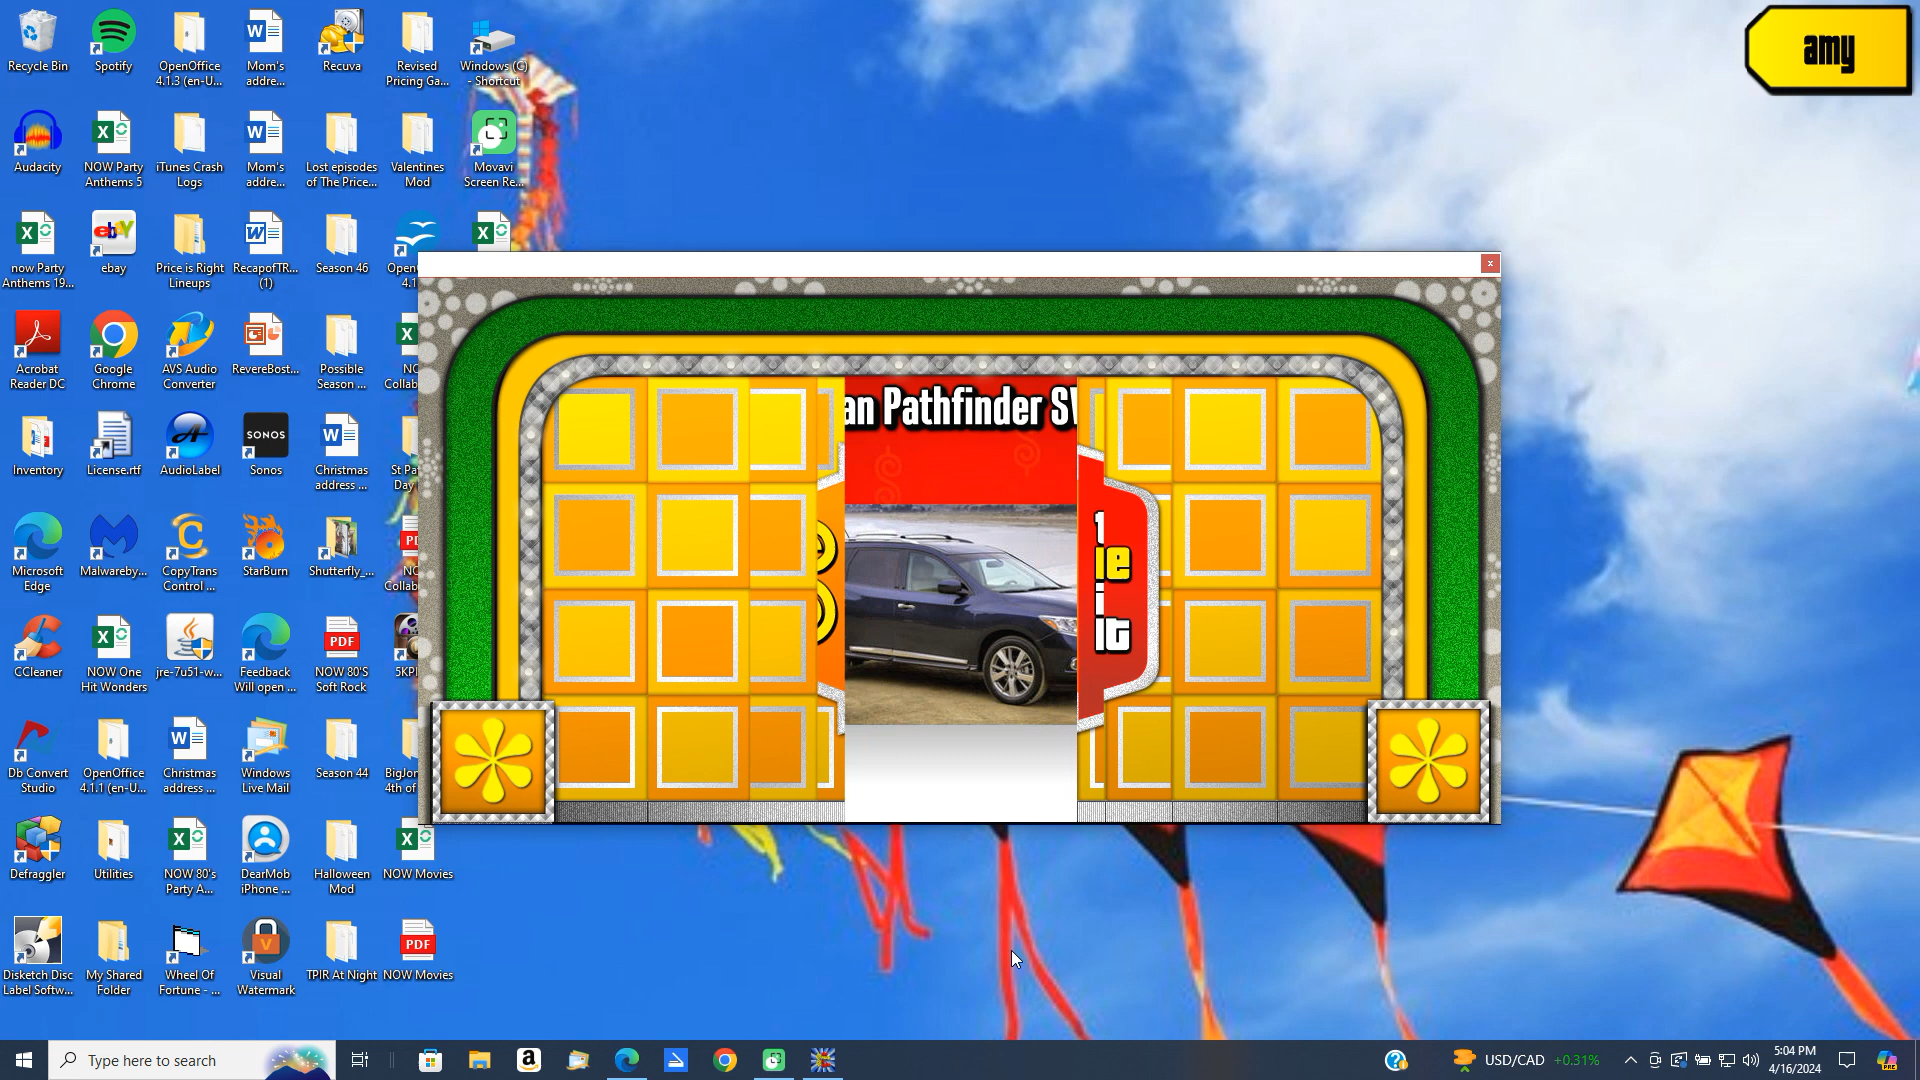 Recycle Bin
Spotify
OpenOffice
4.1.3 (en-U...
Mom's
addre...
Recuva
Revised
Pricing Ga...
Windows (C)
- Shortcut
amy
Audacity
NOW Party
Anthems 5
iTunes Crash
Logs
Mom's
addre...
Lost episodes
of The Price...
Valentines
Mod
Movavi
Screen Re...
now Party
Anthems 19...
ebay
Price is Right
Lineups
RecapofTR...
(1)
Season 46
Acrobat
Reader DC
Google
Chrome
AVS Audio
Converter
RevereBost...
Possible
Season ...
an Pathfinder
Inventory
License.rtf
AudioLabel
SONOS
Sonos
Christmas
address ...
Microsoft
Edge
Malwareby...
CopyTrans
Control ...
StarBurn
Shutterfly_...
CCleaner
NOW One
Hit Wonders
jre-7u51-w...
Feedback
Will open ...
PDF
NOW 80'S
Soft Rock
Db Convert
Studio
OpenOffice
4.1.1 (en-U...
Christmas
address ...
Windows
Live Mail
Season 44
Defraggler
Utilities
NOW 80's
Party A...
DearMob
iPhone ...
Halloween
Mod
NOW Movies
Disketch Disc
Label Softw...
My Shared
Folder
Wheel Of
Fortune - ...
Visual
Watermark
TPIR At Night
PDF
NOW Movies
Type here to search
USD/CAD +0.31%
5:04 PM
4/16/2024